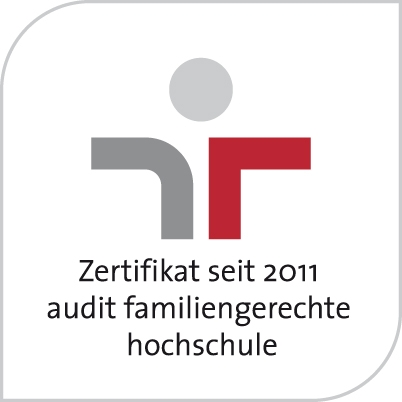 Zertifikat seit 2011
audit familiengerechte
hochschule